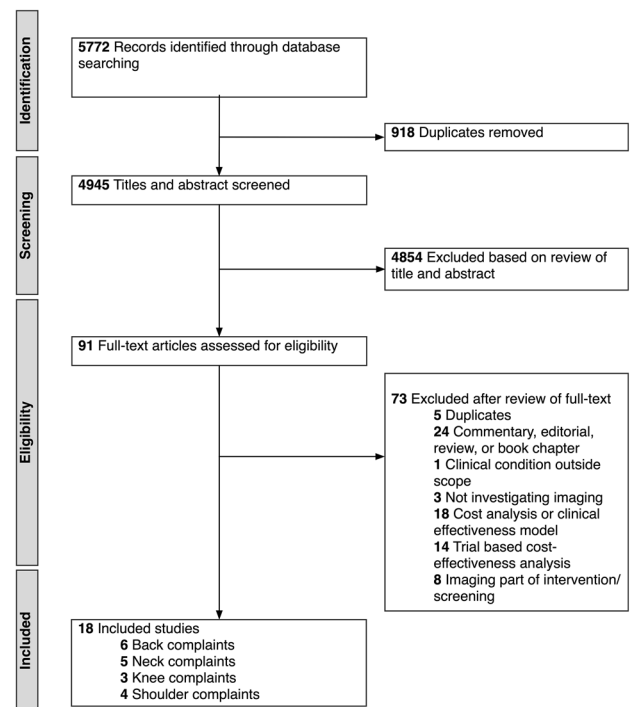 Identification
5772 Records identified through database
searching
918 Duplicates removed
Screening
4945 Titles and abstract screened
4854 Excluded based on review of
title and abstract
Eligibility
91 Full-text articles assessed for eligibility
73 Excluded after review of full-text
5 Duplicates
24 Commentary, editorial,
review, or book chapter
1 Clinical condition outside
scope
3 Not investigating imaging
18 Cost analysis or clinical
effectiveness model
14 Trial based cost-
effectiveness analysis
8 Imaging part of intervention/
screening
Included
18 Included studies
6 Back complaints
5 Neck complaints
3 Knee complaints
4 Shoulder complaints